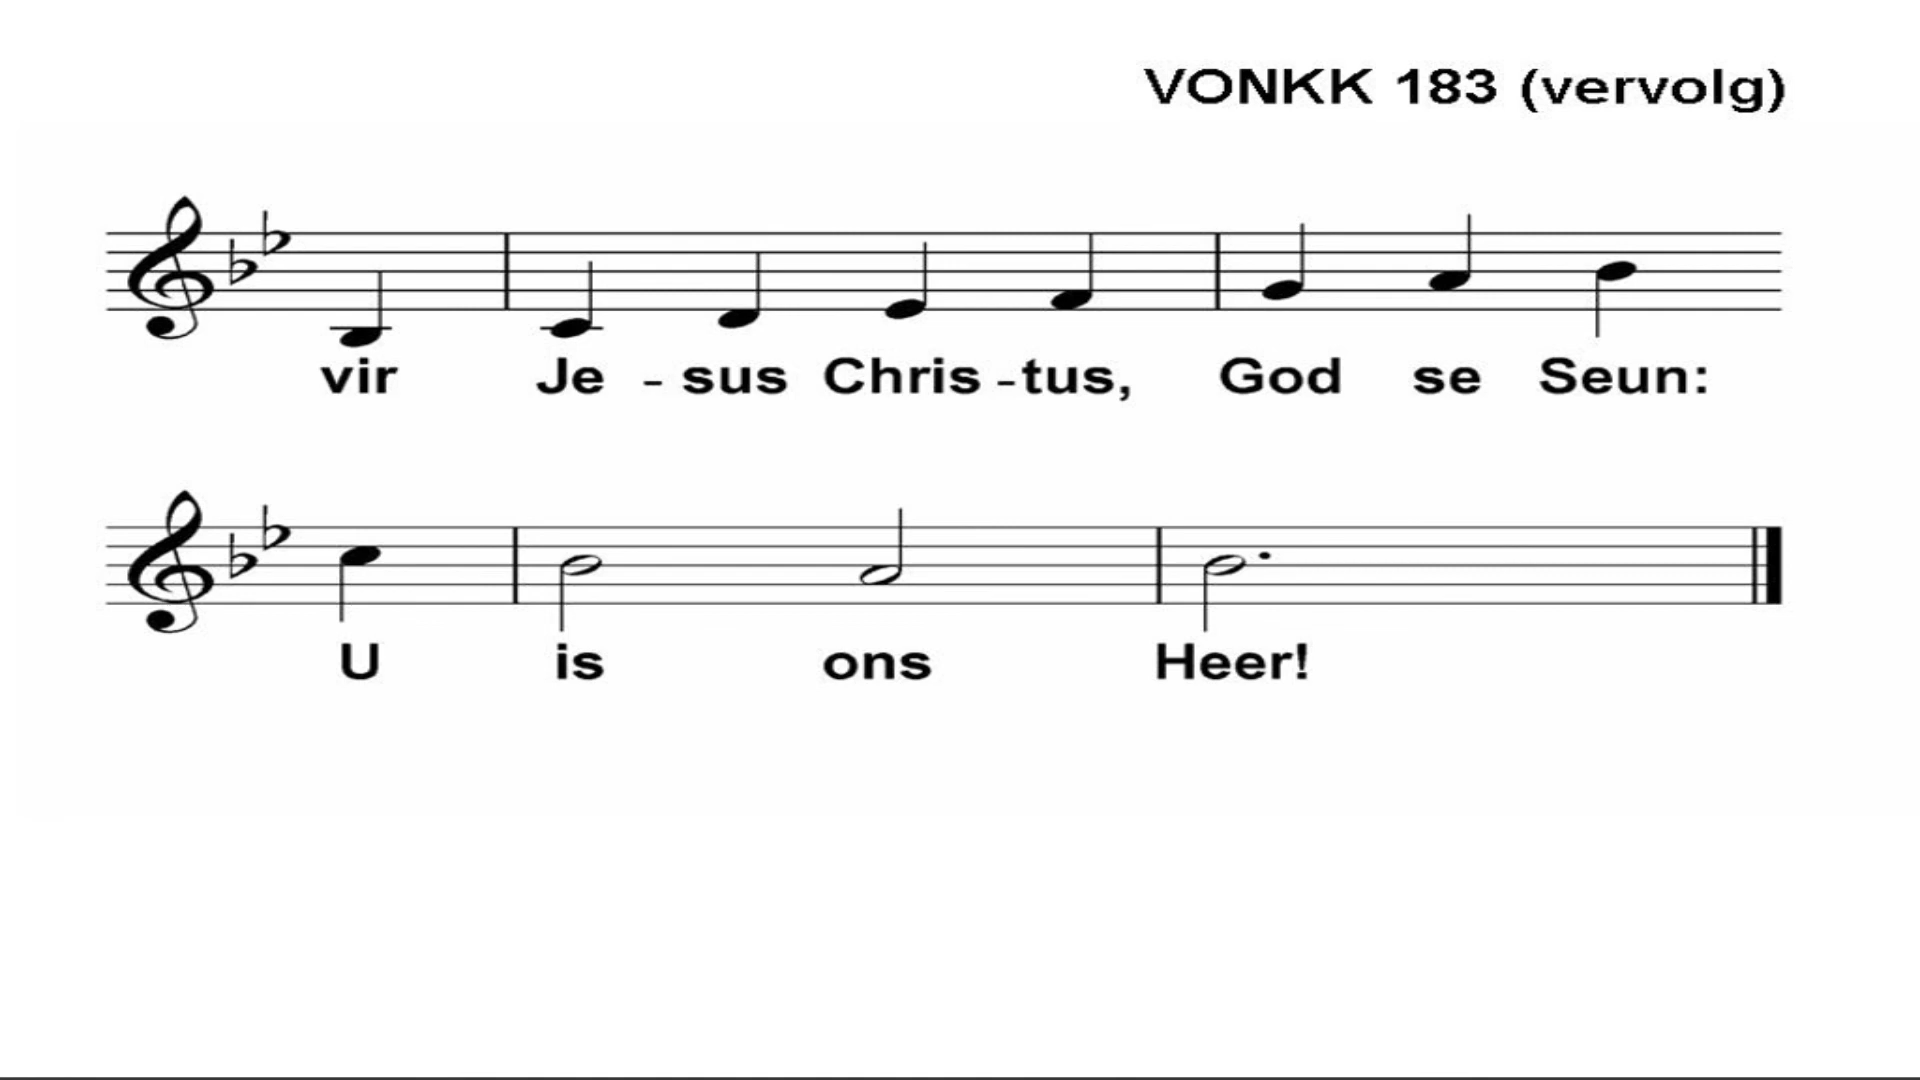 VONKK 183 (vervolg)
vir Je - sus Chris - tus, God se Seun:
U is ons Heer!